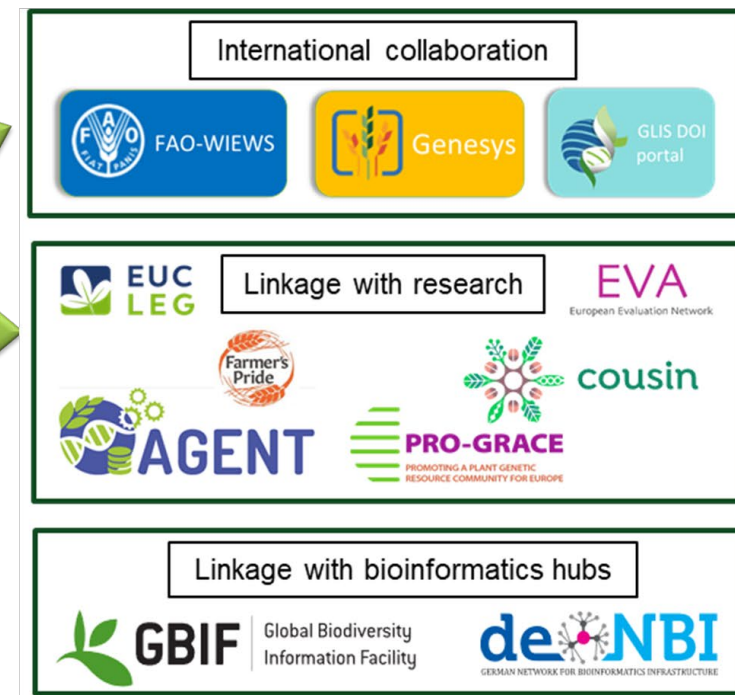 International collaboration
FAO
FIAT PANIS
FAO-WIEWS
Genesys
GLIS DOI
portal
EUC
LEG
Linkage with research
EVA
European Evaluation Network
Farmer's
Pride
cousin
AGENT
PRO-GRACE
PROMOTING A PLANT GENETIC
RESOURCE COMMUNITY FOR EUROPE
Linkage with bioinformatics hubs
GBIF
Global Biodiversity
Information Facility
de NBI
GERMAN NETWORK FOR BIOINFORMATICS INFRASTRUCTURE